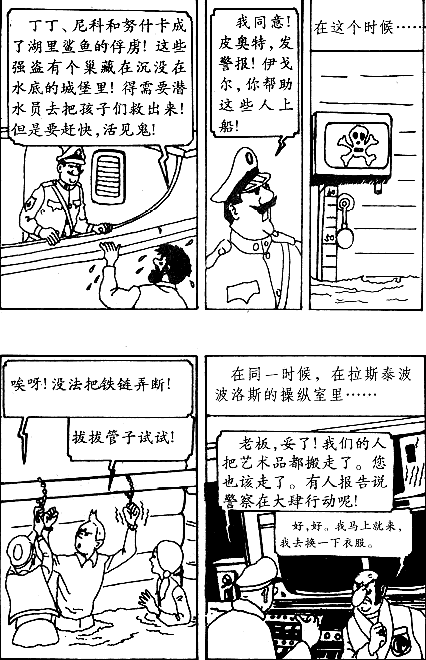 丁丁、尼科和努什卡成
了湖里鲨鱼的俘虏！这些
强盗有个巢藏在沉没在
水底的城堡里！得需要潜
水员去把孩子们救出来！
但是要赶快，活见鬼！
我同意！
皮奥特，发
警报！伊戈
尔，你帮助
这些人上
船！
在这个时候……
50
40
唉呀！没法把铁链弄断！
拔拔管子试试！
在同一时候，在拉斯泰波
波洛斯的操纵室里……
老板，妥了！我们的人
把艺术品都搬走了。您
也该走了。有人报告说
警察在大肆行动呢！
好，好。我马上就来，
我去换一下衣服。